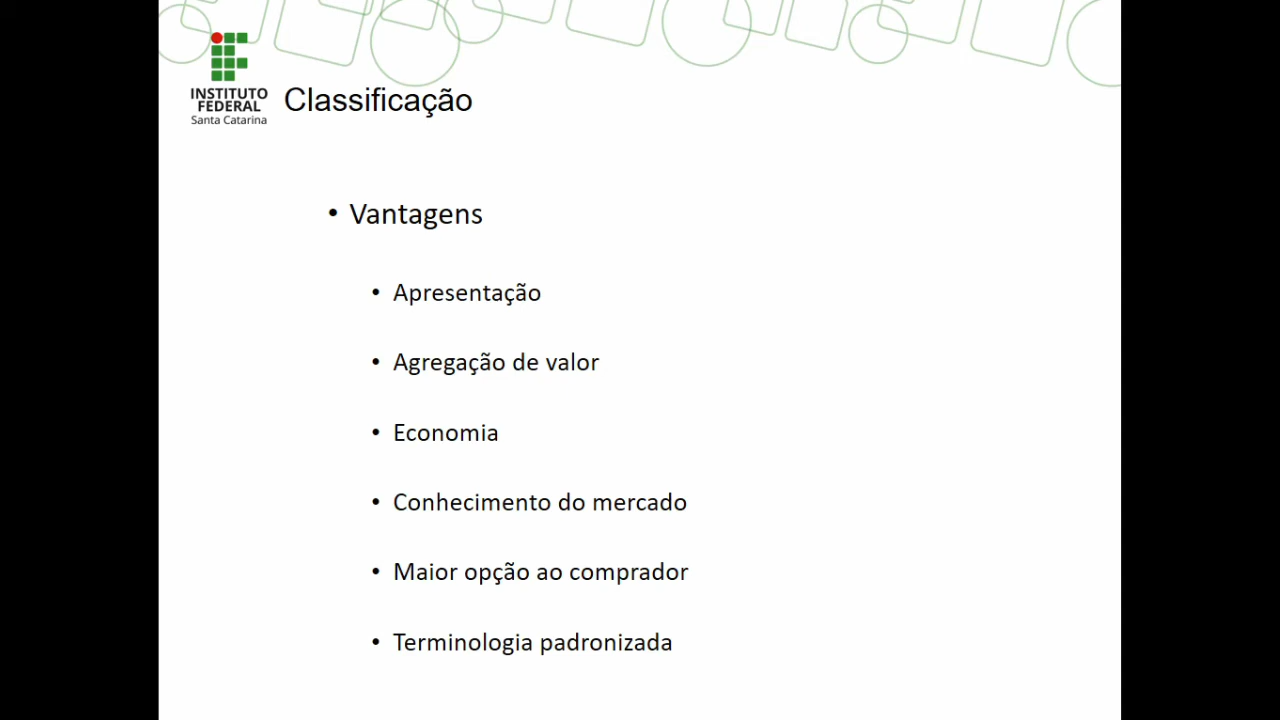 INSTITUTO
FEDERAL
Santa Catarina
Classificação
• Vantagens
• Apresentação
• Agregação de valor
• Economia
• Conhecimento do mercado
• Maior opção ao comprador
• Terminologia padronizada